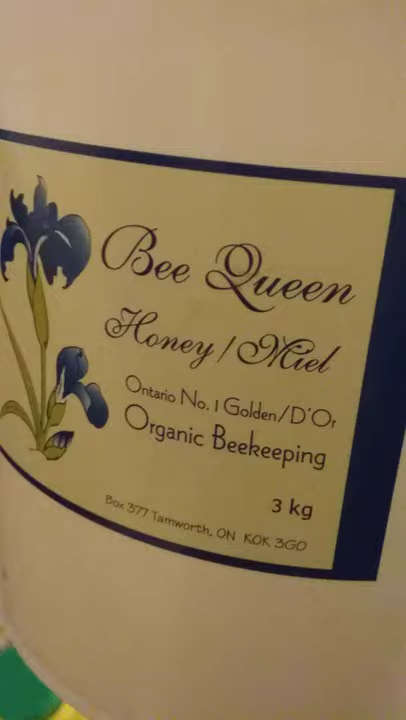 Bee Queen
Honey/Miel
Ontario No. 1 Golden/D'Or
Organic Beekeeping
3 kg
Box 377 Tamworth, ON K0K 3G0